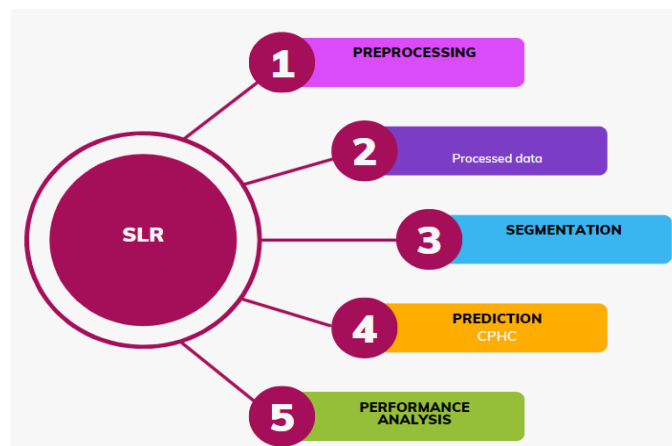 1
PREPROCESSING
2
Processed data
SLR
3
SEGMENTATION
4
PREDICTION
CPHC
5
PERFORMANCE
ANALYSIS